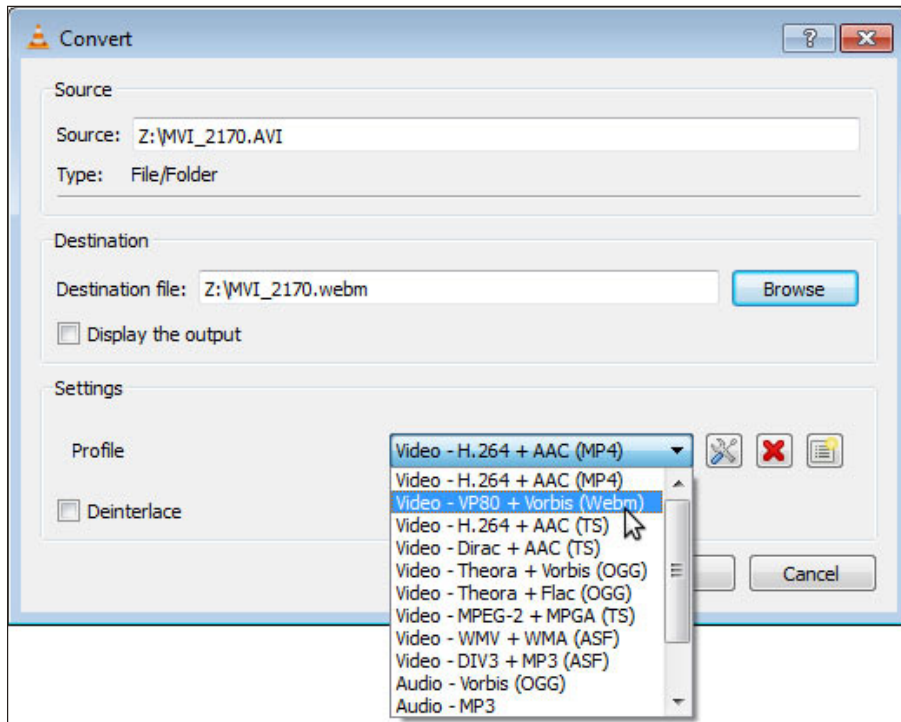 Convert
Source
Source: Z:\MVI_2170.AVI
Type: File/Folder
Destination
Destination file: Z:\MVI_2170.webm
Browse
Display the output
Settings
Profile
Video - H.264 + AAC (MP4)
Video - H.264 + AAC (MP4)
Video - VP80 + Vorbis (Webm)
Video - H.264 + AAC (TS)
Video - Dirac + AAC (TS)
Video - Theora + Vorbis (OGG)
Video - Theora + Flac (OGG)
Video - MPEG-2 + MPGA (TS)
Video - WMV + WMA (ASF)
Video - DIV3 + MP3 (ASF)
Audio - Vorbis (OGG)
Audio - MP3
Deinterlace
Cancel